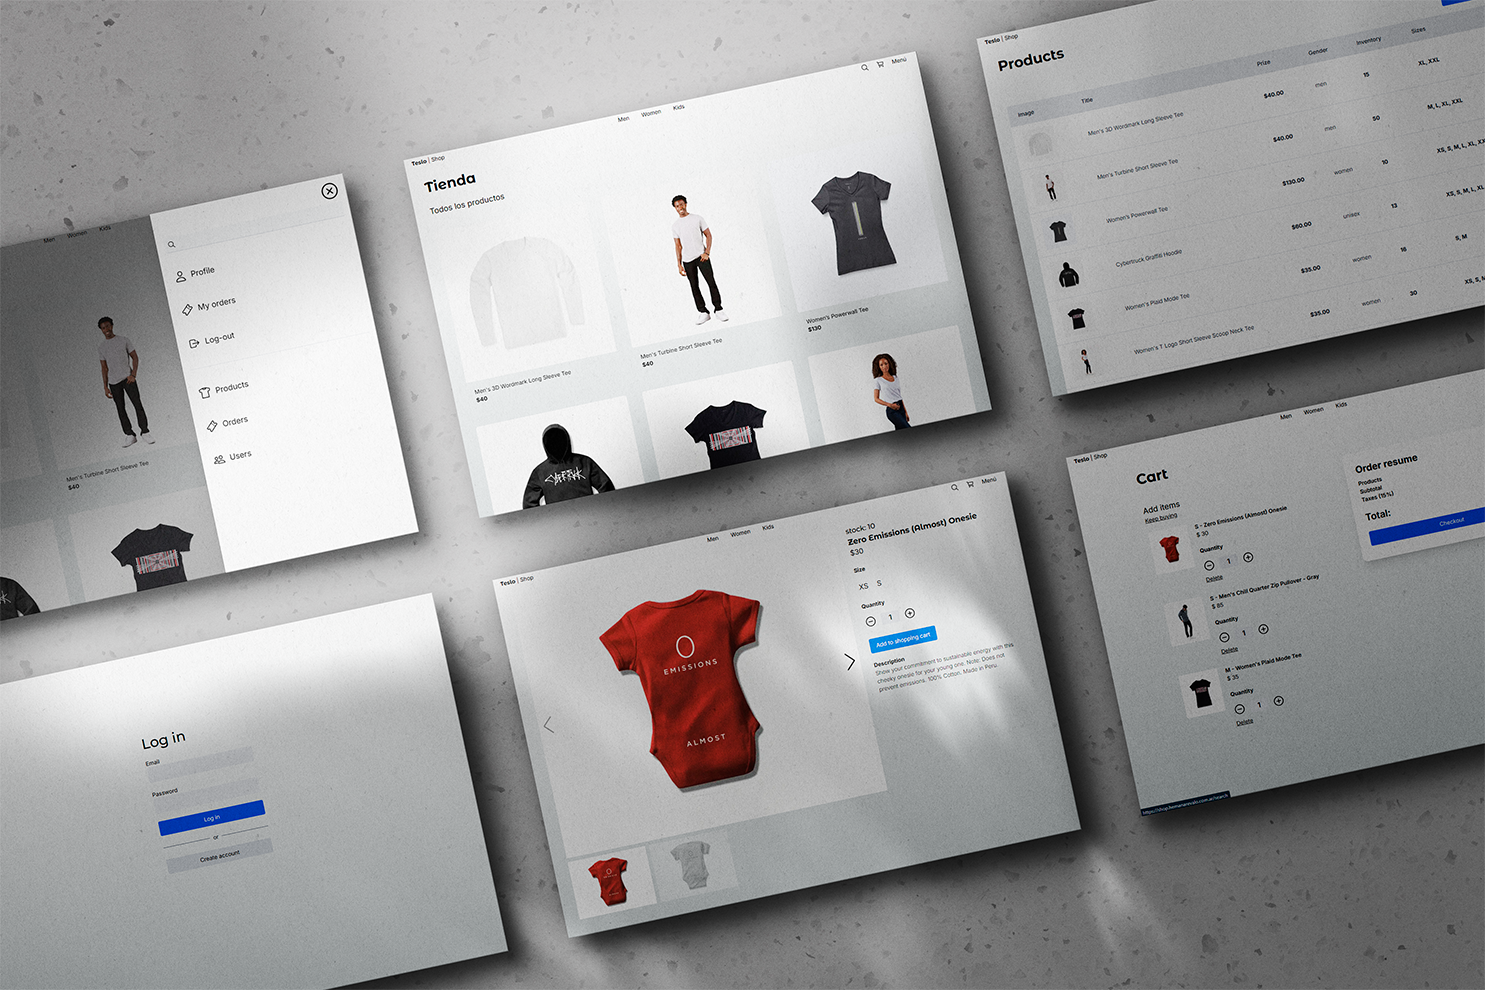 Men Women Kids
Profile
My orders
Log-out
Products
Orders
Users
Men's Turbine Short Sleeve Tee
$40
Teslo | Shop
Men Women Kids
Menú
Tienda
Todos los productos
Men's 3D Wordmark Long Sleeve Tee
$40
Men's Turbine Short Sleeve Tee
$40
Women's Powerwall Tee
$130
Teslo | Shop
Products
Image Title Prize Gender Inventory Sizes
Men's 3D Wordmark Long Sleeve Tee $40.00 men 15 XL, XXL
Men's Turbine Short Sleeve Tee $40.00 men 50 M, L, XL, XXL
Women's Powerwall Tee $130.00 women 10 XS, S, M, L, XL, XX
Cybertruck Graffiti Hoodie $60.00 unisex 13 XS, S, M, L, XL
Women's Plaid Mode Tee $35.00 women 16 S, M
Women's T Logo Short Sleeve Scoop Neck Tee $35.00 women 30 XS, S,
Log in
Email
Password
Log in
or
Create account
Teslo | Shop
Men Women Kids
Menú
stock: 10
Zero Emissions (Almost) Onesie
$30
Size
XS S
Quantity
1
Add to shopping cart
Description
Show your commitment to sustainable energy with this
cheeky onesie for your young one. Note: Does not
prevent emissions. 100% Cotton. Made in Peru.
O
EMISSIONS
ALMOST
Teslo | Shop
Men Women Kids
Cart
Add items
Keep buying
S - Zero Emissions (Almost) Onesie
$ 30
Quantity
1
Delete
S - Men's Chill Quarter Zip Pullover - Gray
$ 85
Quantity
1
Delete
M - Women's Plaid Mode Tee
$ 35
Quantity
1
Delete
Order resume
Products
Subtotal
Taxes (15%)
Total:
Checkout